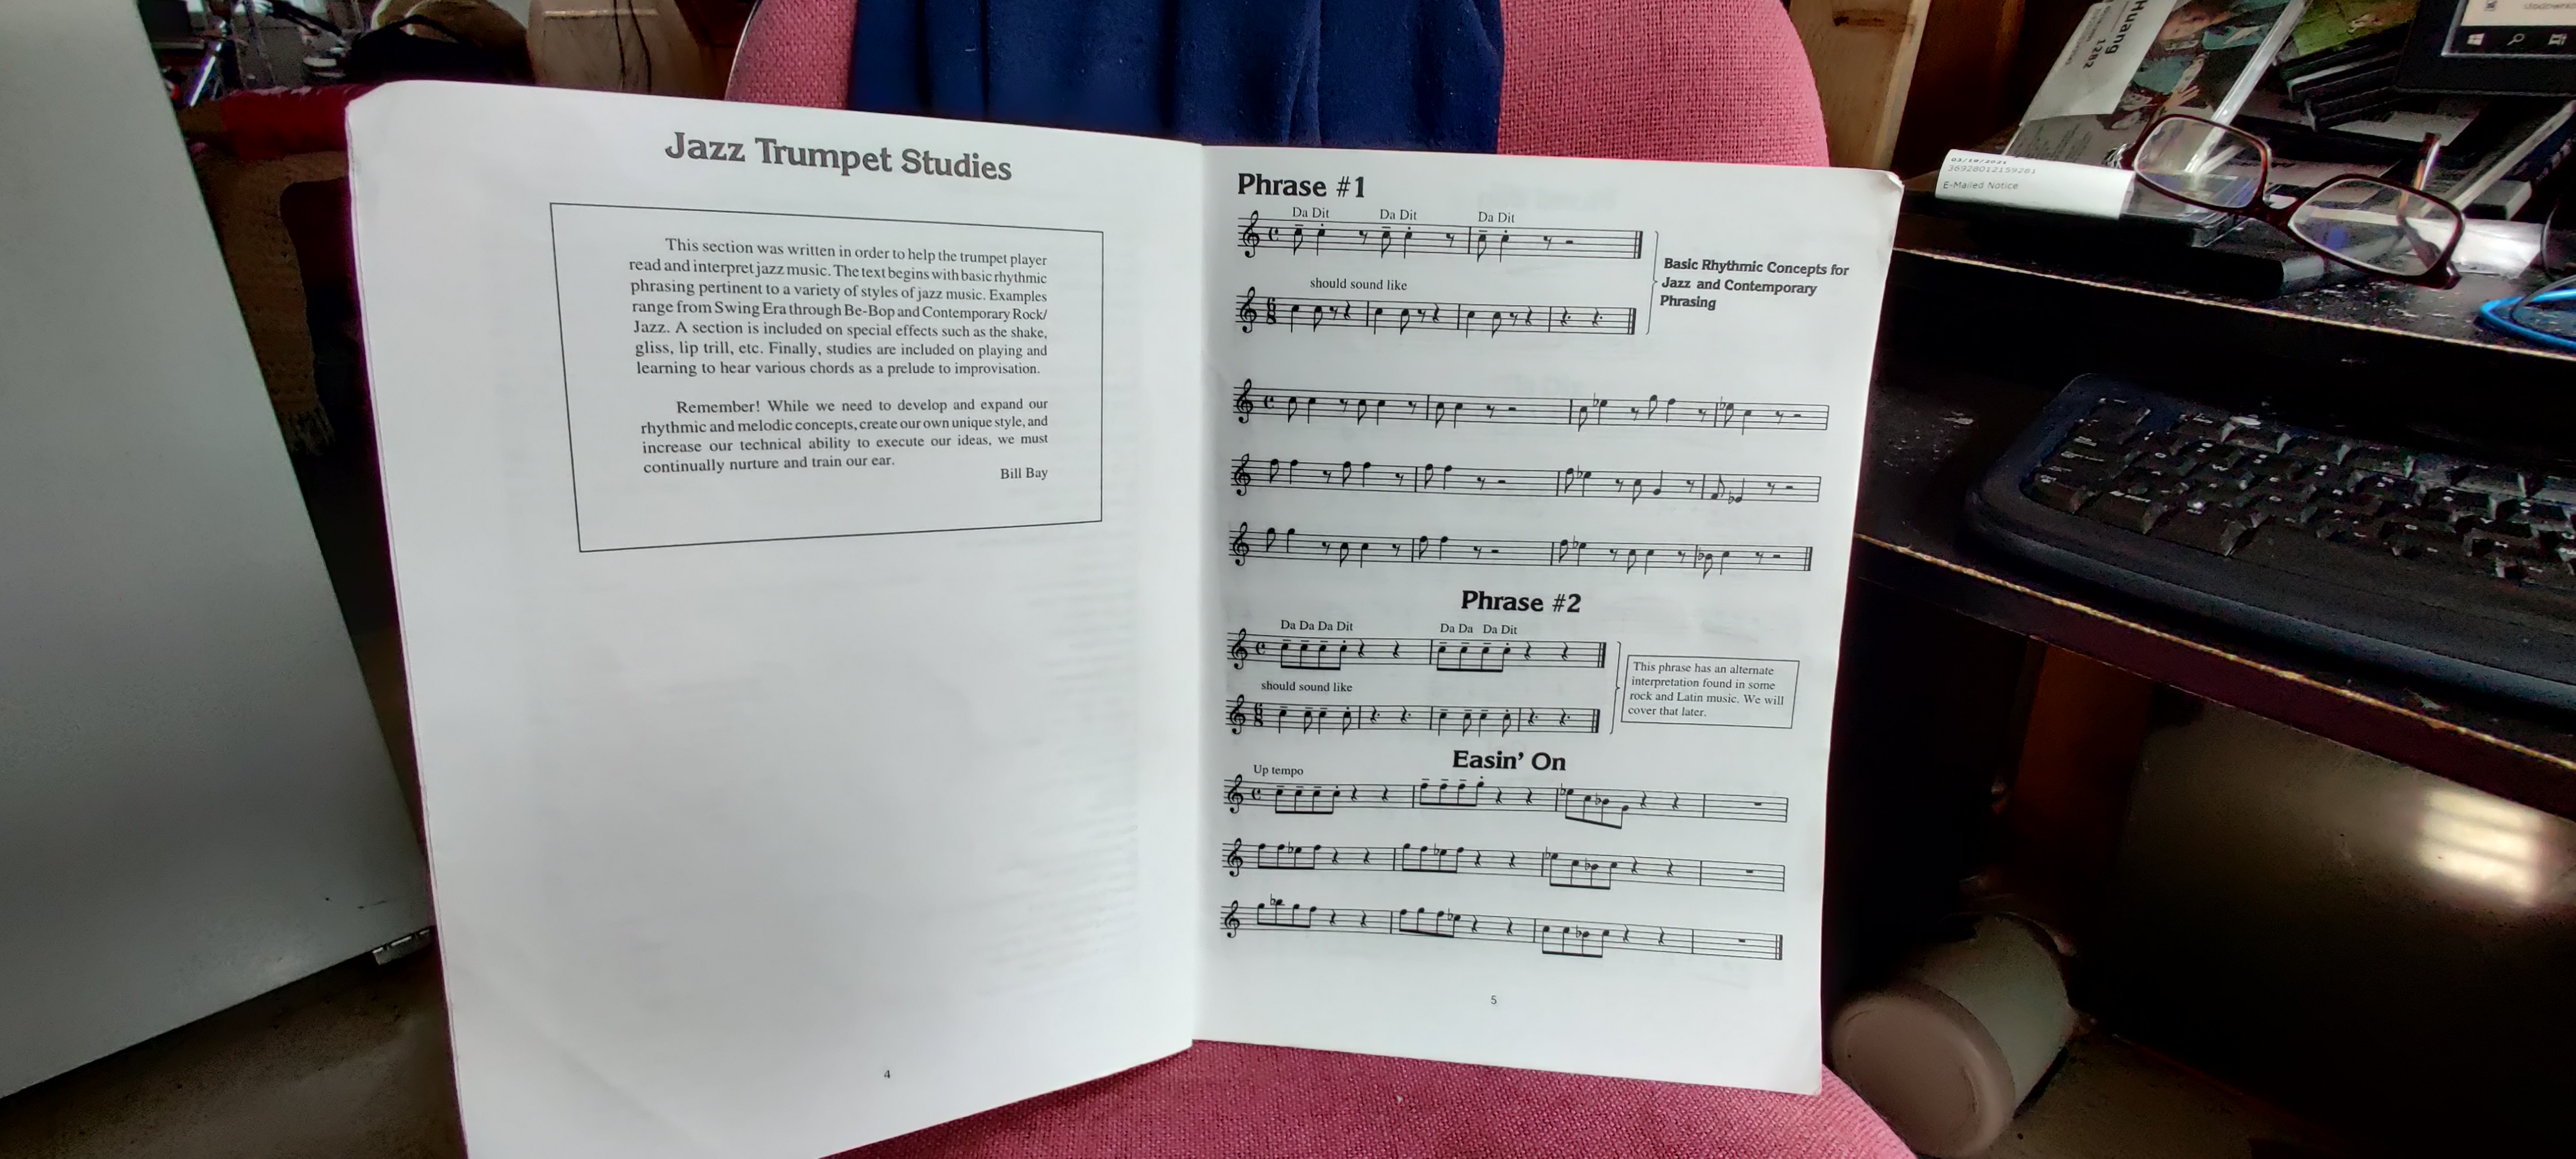 Jazz Trumpet Studies
This section was written in order to help the trumpet player
read and interpret jazz music. The text begins with basic rhythmic
phrasing pertinent to a variety of styles of jazz music. Examples
range from Swing Era through Be-Bop and Contemporary Rock/
Jazz. A section is included on special effects such as the shake,
gliss, lip trill, etc. Finally, studies are included on playing and
learning to hear various chords as a prelude to improvisation.
Remember! While we need to develop and expand our
rhythmic and melodic concepts, create our own unique style, and
increase our technical ability to execute our ideas, we must
continually nurture and train our ear.
Bill Bay
4
Phrase #1
Da Dit Da Dit Da Dit
should sound like
Basic Rhythmic Concepts for
Jazz and Contemporary
Phrasing
Phrase #2
Da Da Da Dit Da Da Da Dit
should sound like
This phrase has an alternate
interpretation found in some
rock and Latin music. We will
cover that later.
Easin' On
Up tempo
5
Huang
1282
03/19/2021
36928012159281
E-Mailed Notice